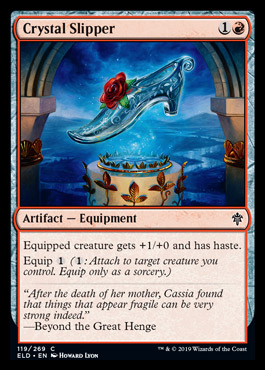 Crystal Slipper 1
Artifact — Equipment
Equipped creature gets +1/+0 and has haste.
Equip 1 (1: Attach to target creature you
control. Equip only as a sorcery.)
"After the death of her mother, Cassia found
that things that appear fragile can be very
strong indeed."
—Beyond the Great Henge
119/269 C
ELD • EN Howard Lyon
™ & © 2019 Wizards of the Coast